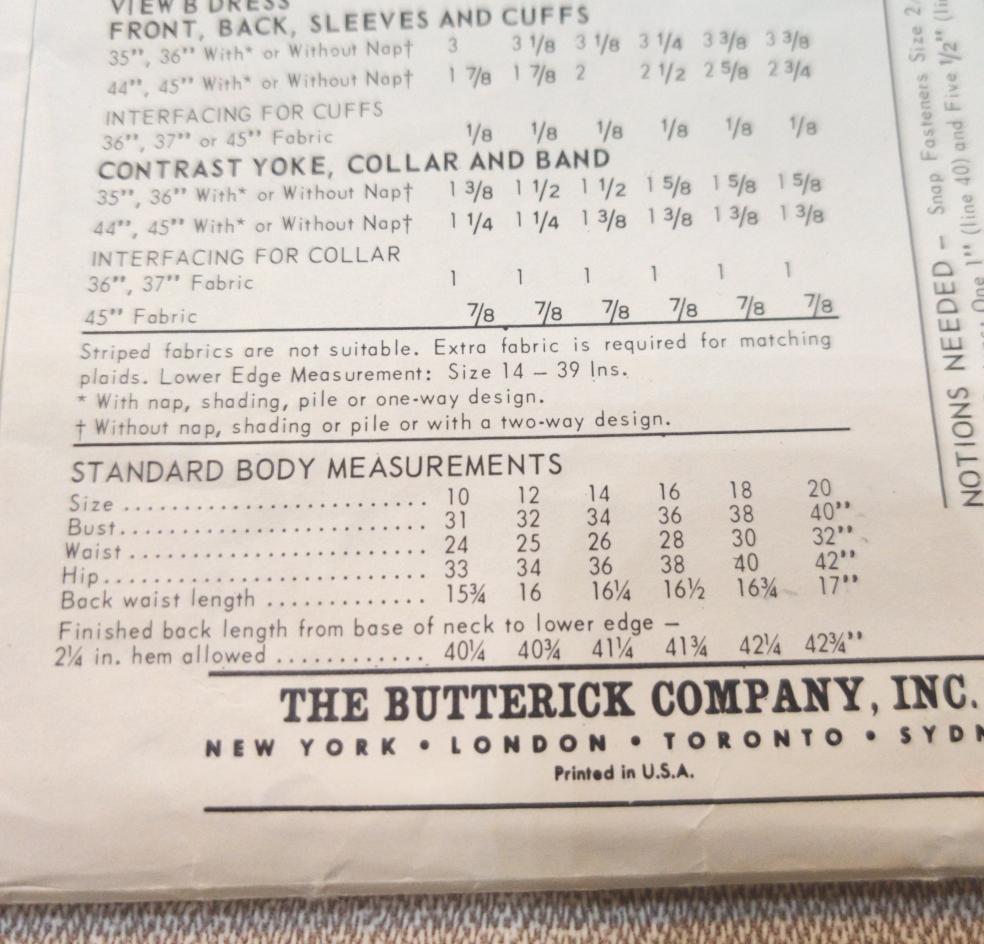 VIEW B DRESS
FRONT, BACK, SLEEVES AND CUFFS
35", 36" With* or Without Nap† 3 3 1/8 3 1/8 3 1/4 3 3/8 3 3/8
44", 45" With* or Without Nap† 1 7/8 1 7/8 2 2 1/2 2 5/8 2 3/4
INTERFACING FOR CUFFS
36", 37" or 45" Fabric 1/8 1/8 1/8 1/8 1/8 1/8
CONTRAST YOKE, COLLAR AND BAND
35", 36" With* or Without Nap† 1 3/8 1 1/2 1 1/2 1 5/8 1 5/8 1 5/8
44", 45" With* or Without Nap† 1 1/4 1 1/4 1 3/8 1 3/8 1 3/8 1 3/8
INTERFACING FOR COLLAR
36", 37" Fabric 1 1 1 1 1 1
45" Fabric 7/8 7/8 7/8 7/8 7/8 7/8
Striped fabrics are not suitable. Extra fabric is required for matching
plaids. Lower Edge Measurement: Size 14 – 39 Ins.
* With nap, shading, pile or one-way design.
† Without nap, shading or pile or with a two-way design.
STANDARD BODY MEASUREMENTS
Size .......................... 10 12 14 16 18 20
Bust.......................... 31 32 34 36 38 40"
Waist ......................... 24 25 26 28 30 32"
Hip........................... 33 34 36 38 40 42"
Back waist length ............. 15¾ 16 16¼ 16½ 16¾ 17"
Finished back length from base of neck to lower edge –
2¼ in. hem allowed ............ 40¼ 40¾ 41¼ 41¾ 42¼ 42¾"
THE BUTTERICK COMPANY, INC.
NEW YORK • LONDON • TORONTO • SYDN
Printed in U.S.A.
NOTIONS NEEDED – Snap Fasteners Size 2/
One 1" (line 40) and Five 1/2" (lin